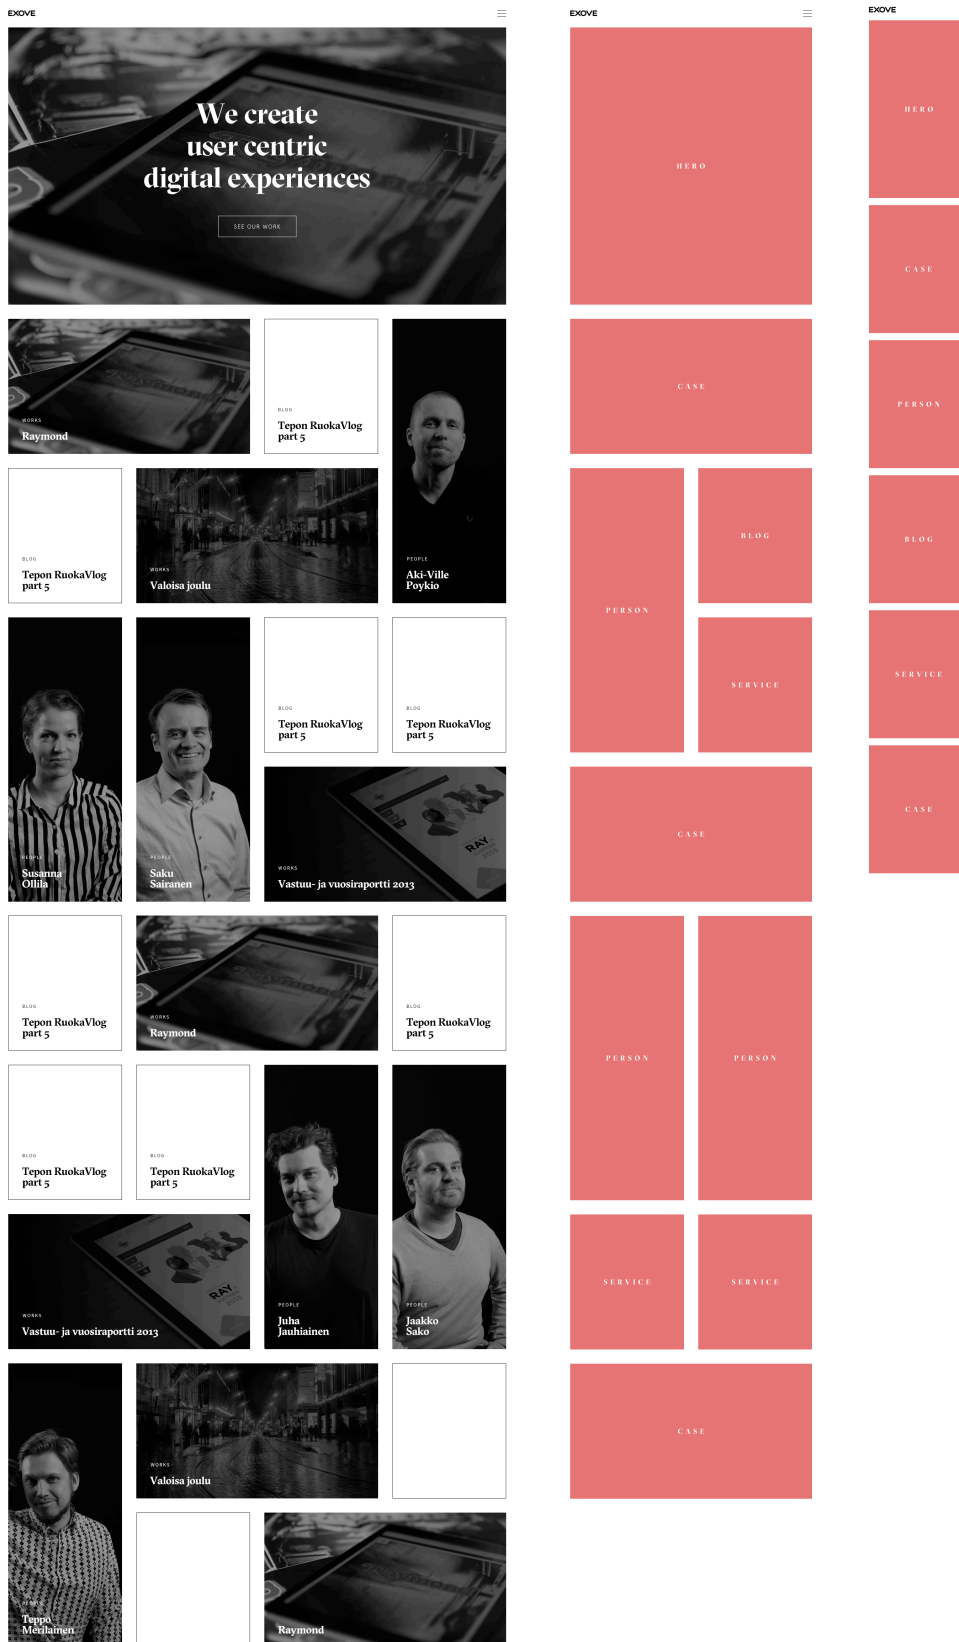 EXOVE
We create
user centric
digital experiences
SEE OUR WORK
WORKS
Raymond
BLOG
Tepon RuokaVlog
part 5
PEOPLE
Aki-Ville
Poykio
BLOG
Tepon RuokaVlog
part 5
WORKS
Valoisa joulu
PEOPLE
Susanna
Ollila
PEOPLE
Saku
Sairanen
BLOG
Tepon RuokaVlog
part 5
BLOG
Tepon RuokaVlog
part 5
RAY
2013
WORKS
Vastuu- ja vuosiraportti 2013
BLOG
Tepon RuokaVlog
part 5
WORKS
Raymond
BLOG
Tepon RuokaVlog
part 5
BLOG
Tepon RuokaVlog
part 5
BLOG
Tepon RuokaVlog
part 5
PEOPLE
Juha
Jauhiainen
PEOPLE
Jaakko
Sako
RAY
2013
WORKS
Vastuu- ja vuosiraportti 2013
PEOPLE
Teppo
Merilainen
WORKS
Valoisa joulu
Raymond
EXOVE
HERO
CASE
PERSON
BLOG
SERVICE
CASE
PERSON
PERSON
SERVICE
SERVICE
CASE
EXOVE
HERO
CASE
PERSON
BLOG
SERVICE
CASE